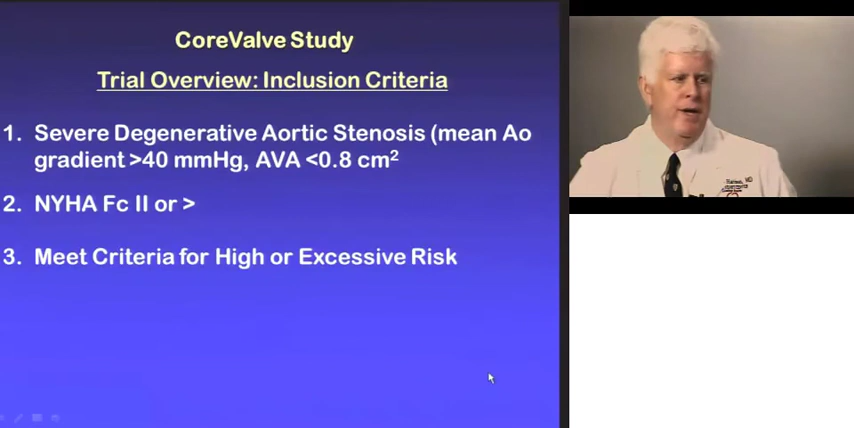 CoreValve Study
Trial Overview: Inclusion Criteria
1. Severe Degenerative Aortic Stenosis (mean Ao
gradient >40 mmHg, AVA <0.8 cm²
2. NYHA Fc II or >
3. Meet Criteria for High or Excessive Risk